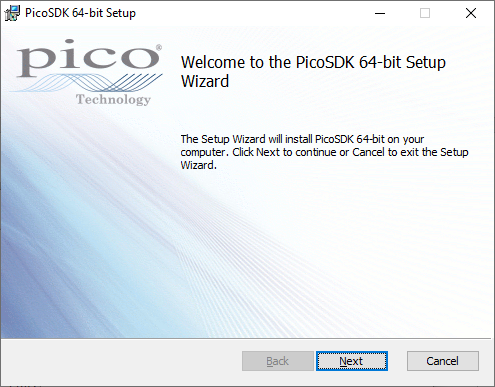 PicoSDK 64-bit Setup
pico®
Technology
Welcome to the PicoSDK 64-bit Setup
Wizard
The Setup Wizard will install PicoSDK 64-bit on your
computer. Click Next to continue or Cancel to exit the Setup
Wizard.
Back
Next
Cancel